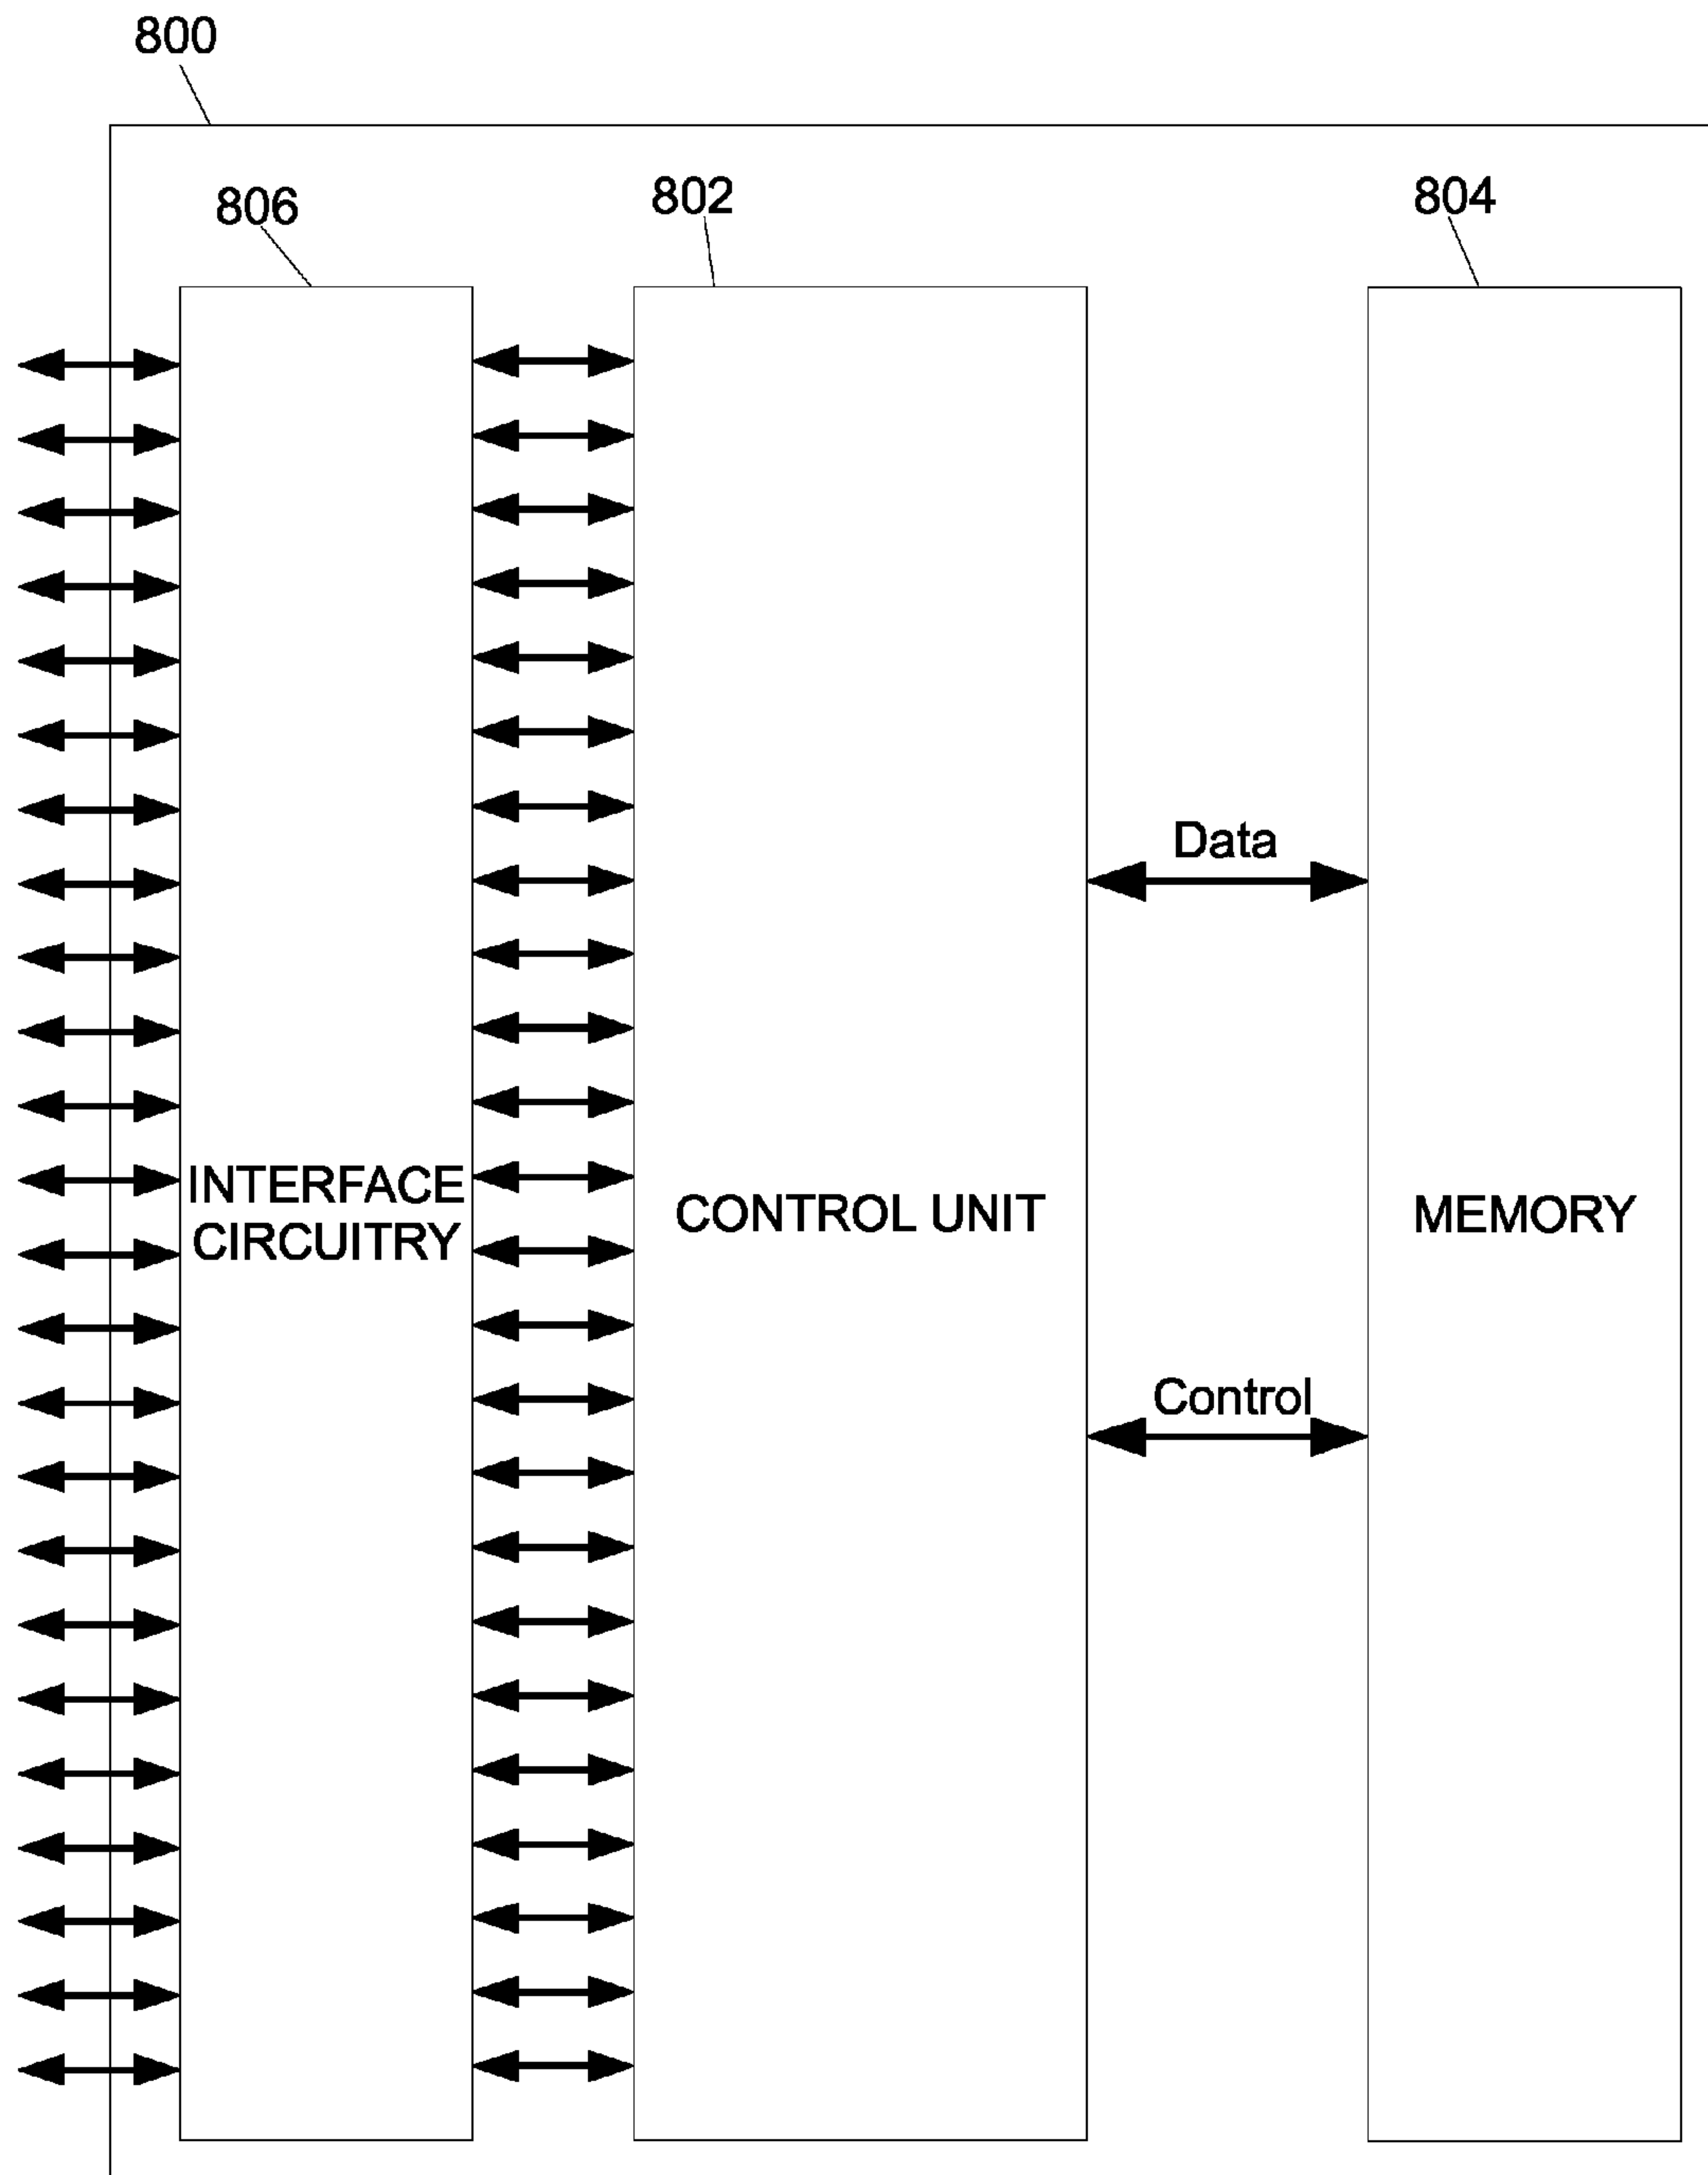 800
806
802
804
Data
INTERFACE
CIRCUITRY
CONTROL UNIT
MEMORY
Control